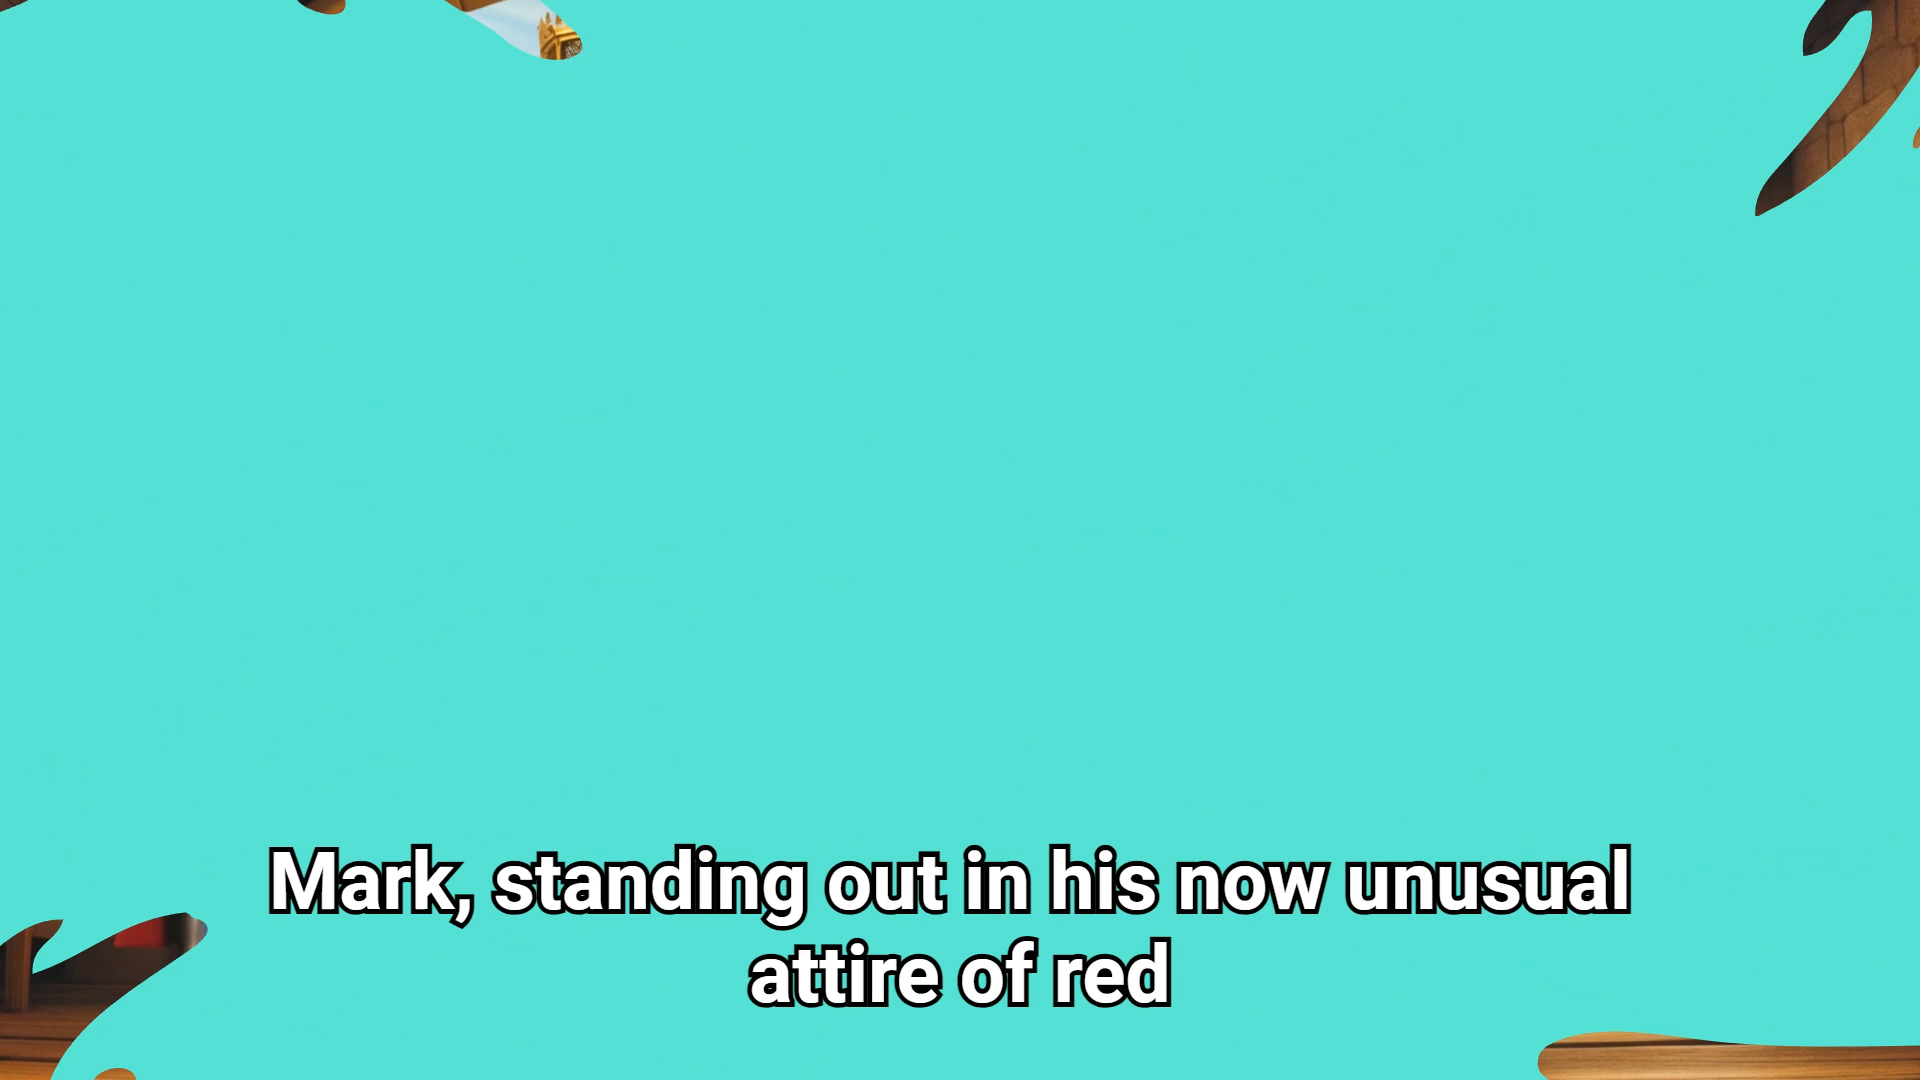 Mark, standing out in his now unusual
attire of red